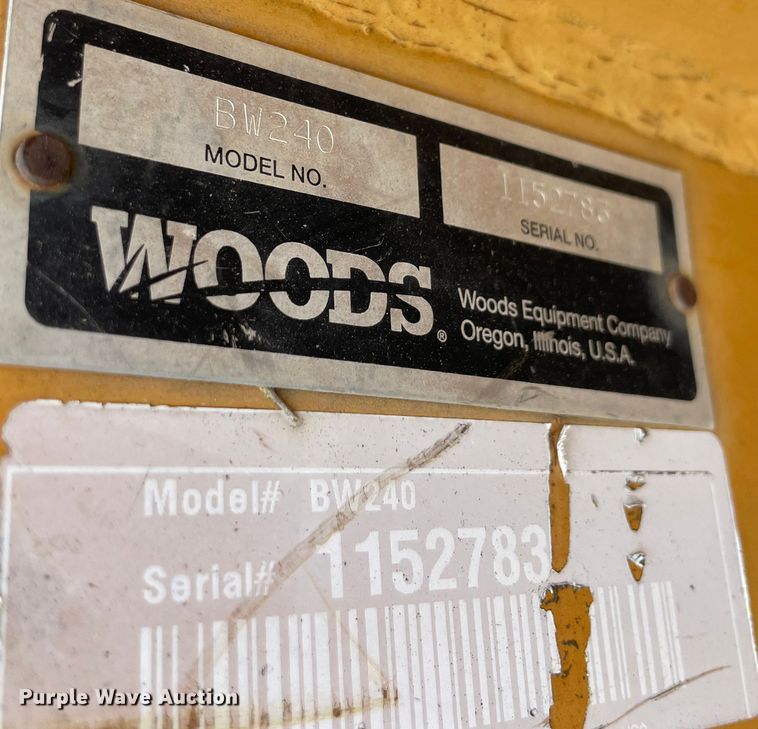 BW240
MODEL NO.
1152783
SERIAL NO.
WOODS®
Woods Equipment Company
Oregon, Illinois, U.S.A.
Model# BW240
Serial# 1152783
Purple Wave Auction